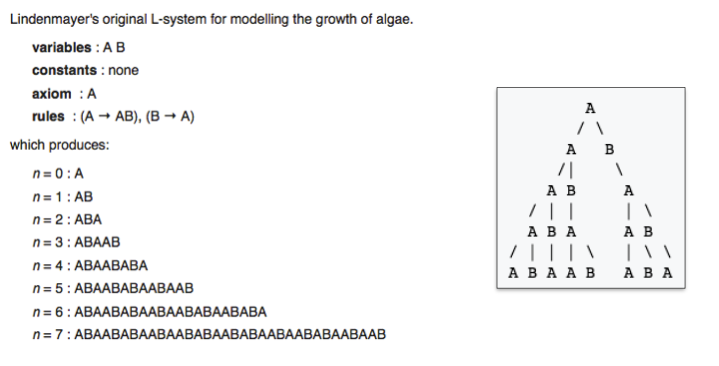 Lindenmayer's original L-system for modelling the growth of algae.
variables : A B
constants : none
axiom : A
rules : (A → AB), (B → A)
which produces:
n = 0 : A
n = 1 : AB
n = 2 : ABA
n = 3 : ABAAB
n = 4 : ABAABABA
n = 5 : ABAABABAABAAB
n = 6 : ABAABABAABAABABAABABA
n = 7 : ABAABABAABAABABAABABAABAABABAABAAB
A
/ \
A B
/| \
A B A
/ | | | \
A B A A B
/ | | | \ | \ \
A B A A B A B A